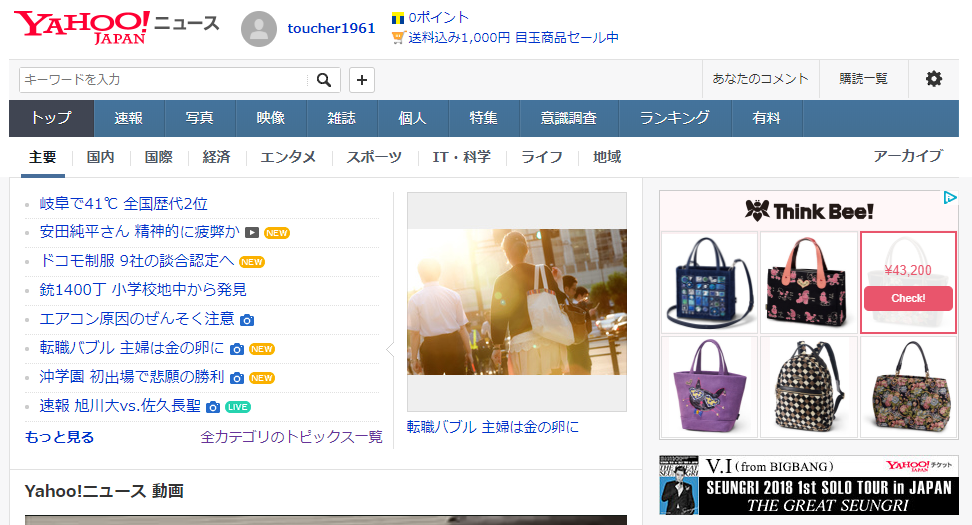 YAHOO! ニュース
JAPAN
toucher1961
0ポイント
送料込み1,000円 目玉商品セール中
キーワードを入力
あなたのコメント 購読一覧
トップ 速報 写真 映像 雑誌 個人 特集 意識調査 ランキング 有料
主要 国内 国際 経済 エンタメ スポーツ IT・科学 ライフ 地域 アーカイブ
岐阜で41℃ 全国歴代2位
安田純平さん 精神的に疲弊か NEW
ドコモ制服 9社の談合認定へ NEW
銃1400丁 小学校地中から発見
エアコン原因のぜんそく注意
転職バブル 主婦は金の卵に NEW
沖学園 初出場で悲願の勝利 NEW
速報 旭川大vs.佐久長聖 LIVE
もっと見る 全カテゴリのトピックス一覧
転職バブル 主婦は金の卵に
Think Bee!
¥43,200
Check!
Yahoo!ニュース 動画
THE GREAT
SEUNGRI
V.I (from BIGBANG)
YAHOO! チケット
JAPAN
SEUNGRI 2018 1st SOLO TOUR in JAPAN
THE GREAT SEUNGRI